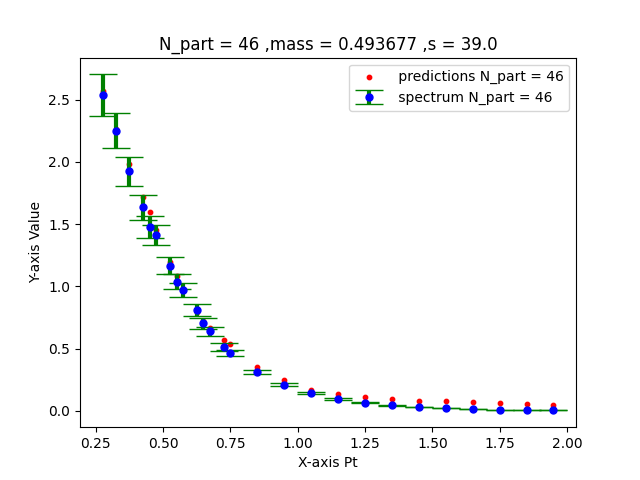 N_part = 46 ,mass = 0.493677 ,s = 39.0
predictions N_part = 46
spectrum N_part = 46
Y-axis Value
2.5
2.0
1.5
1.0
0.5
0.0
0.25 0.50 0.75 1.00 1.25 1.50 1.75 2.00
X-axis Pt